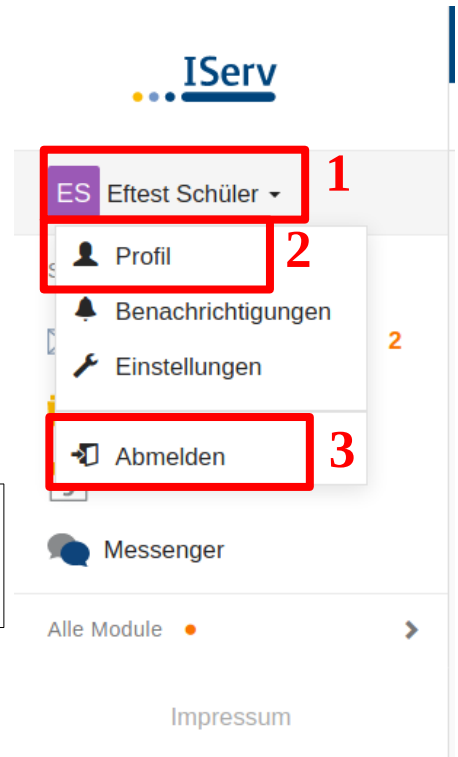 IServ
ES Eftest Schüler 1
Profil 2
Benachrichtigungen
2
Einstellungen
Abmelden 3
Messenger
Alle Module
Impressum